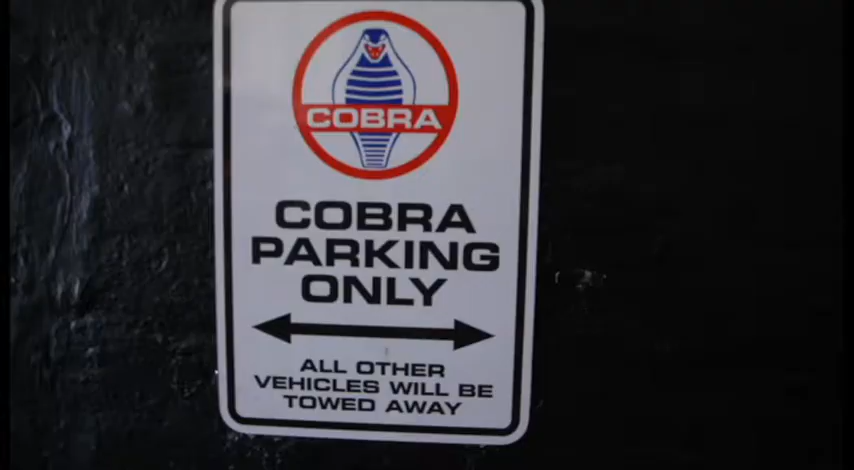 COBRA
COBRA
PARKING
ONLY
ALL OTHER
VEHICLES WILL BE
TOWED AWAY